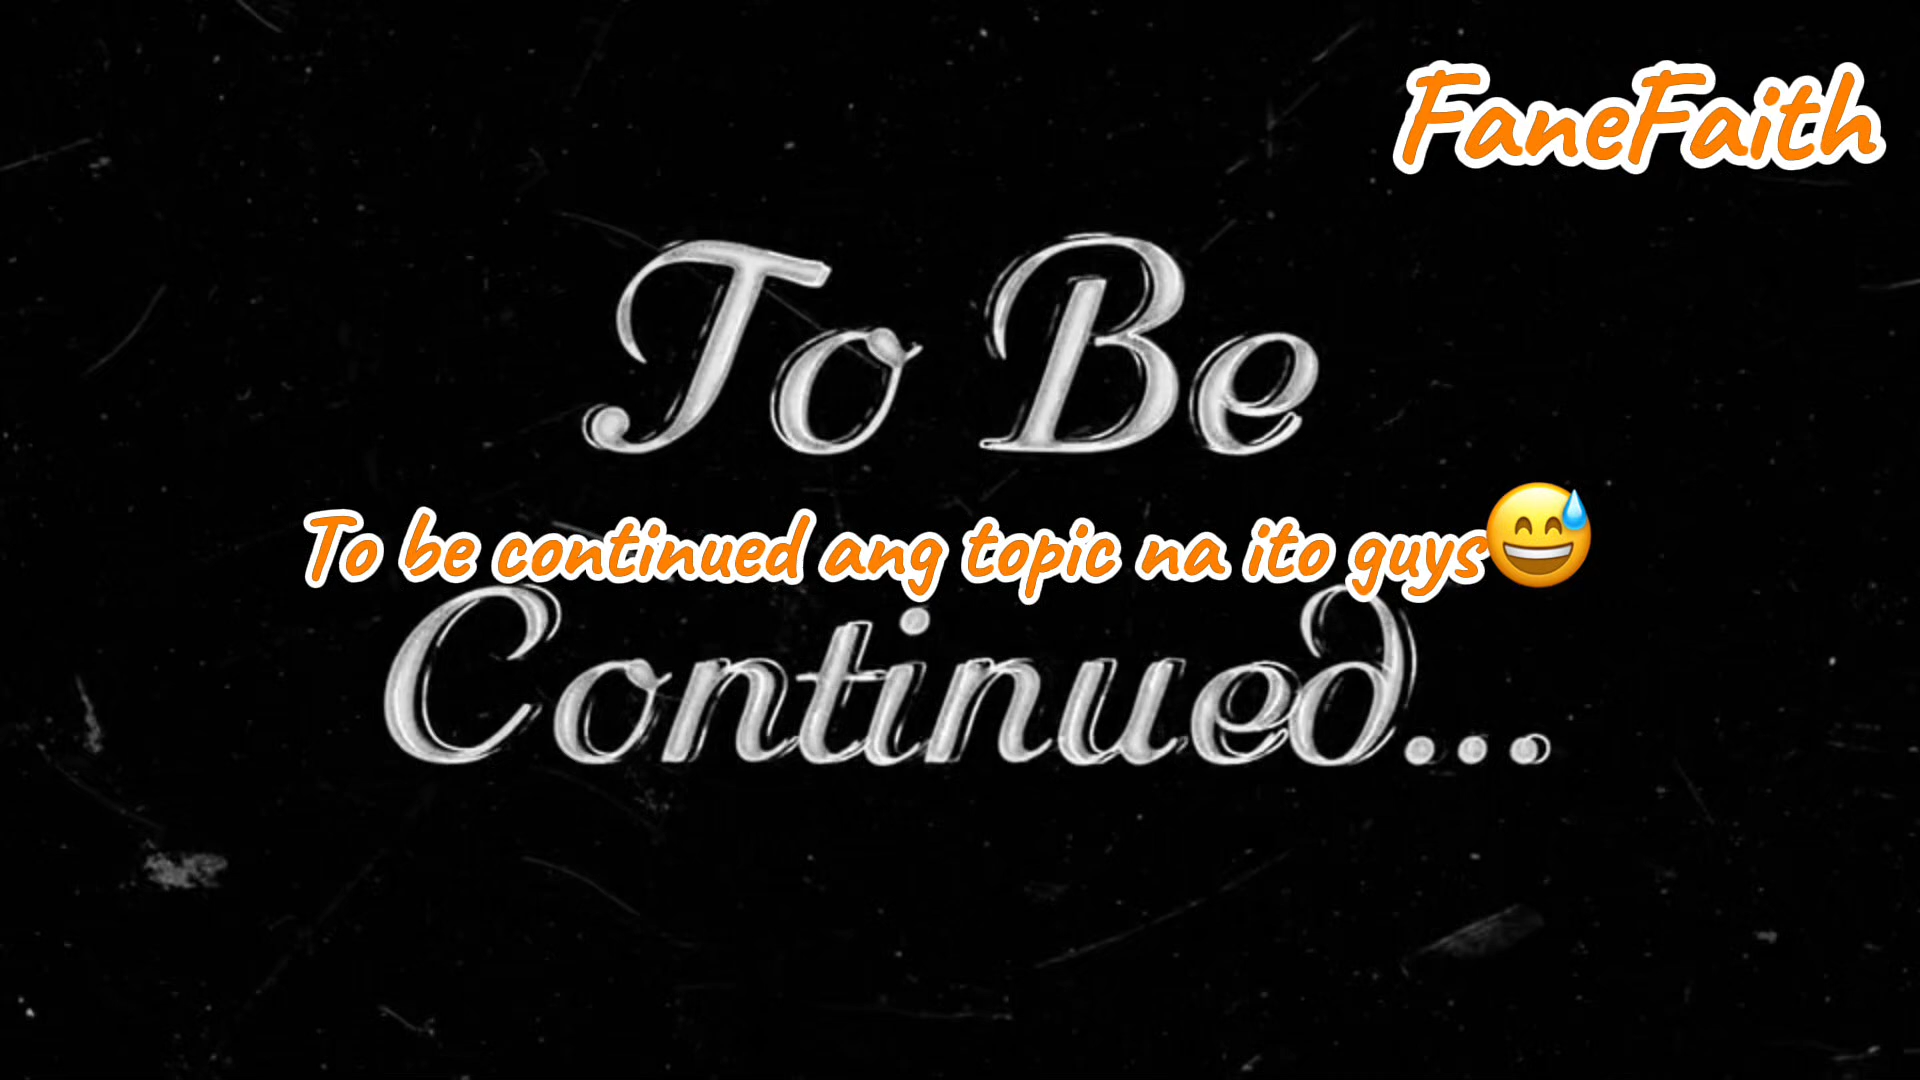 FaneFaith
To Be
To be continued ang topic na ito guys😅
Continued...